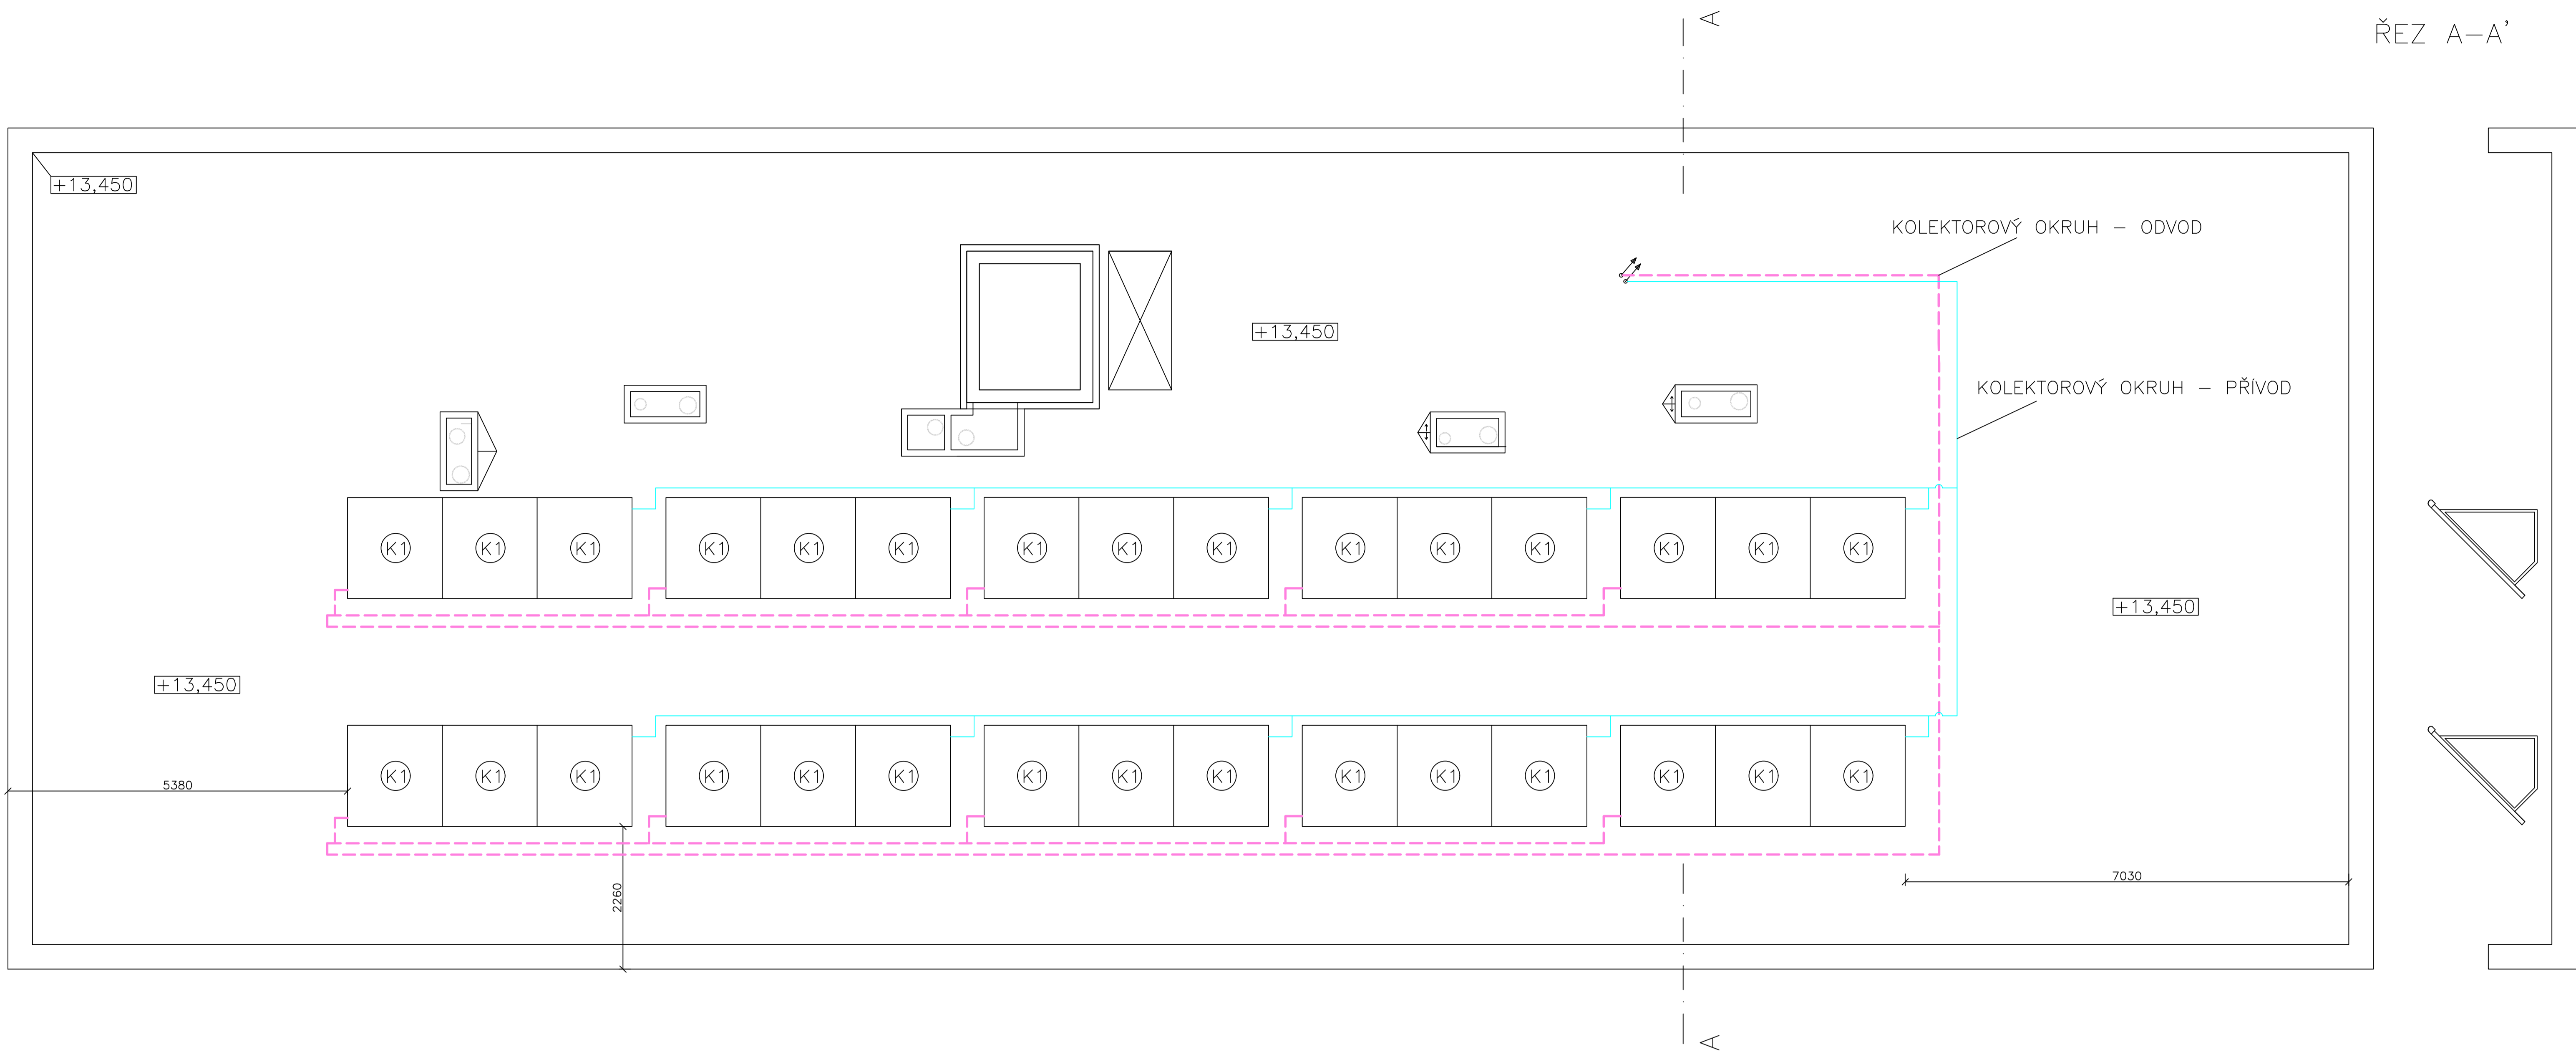 A
ŘEZ A-A'
+13,450
KOLEKTOROVÝ OKRUH - ODVOD
+13,450
KOLEKTOROVÝ OKRUH - PŘÍVOD
K1 K1 K1 K1 K1 K1 K1 K1 K1 K1 K1 K1 K1 K1 K1
+13,450
+13,450
K1 K1 K1 K1 K1 K1 K1 K1 K1 K1 K1 K1 K1 K1 K1
5380
7030
2260
A